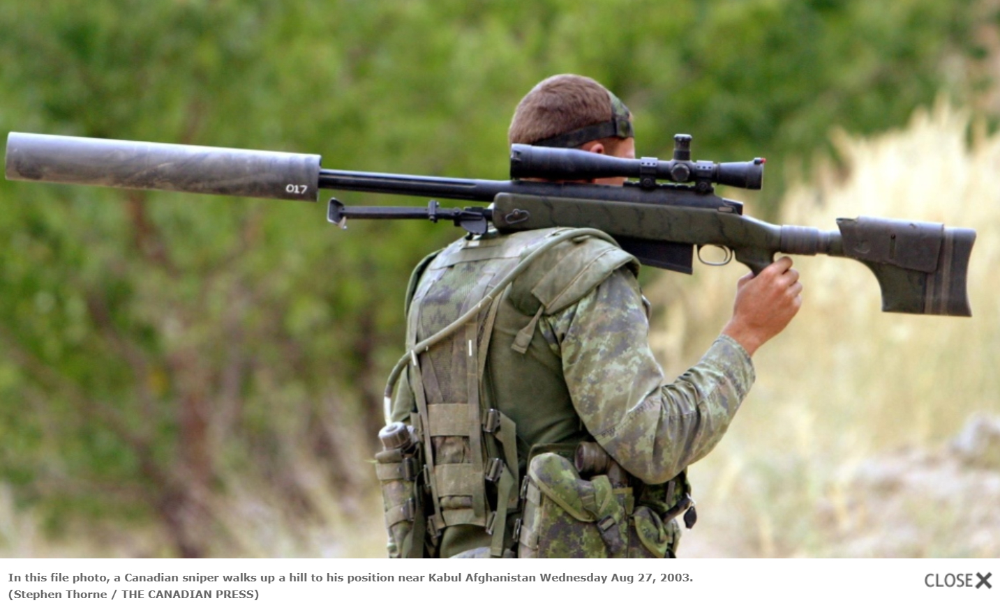 017
In this file photo, a Canadian sniper walks up a hill to his position near Kabul Afghanistan Wednesday Aug 27, 2003.
(Stephen Thorne / THE CANADIAN PRESS)
CLOSE